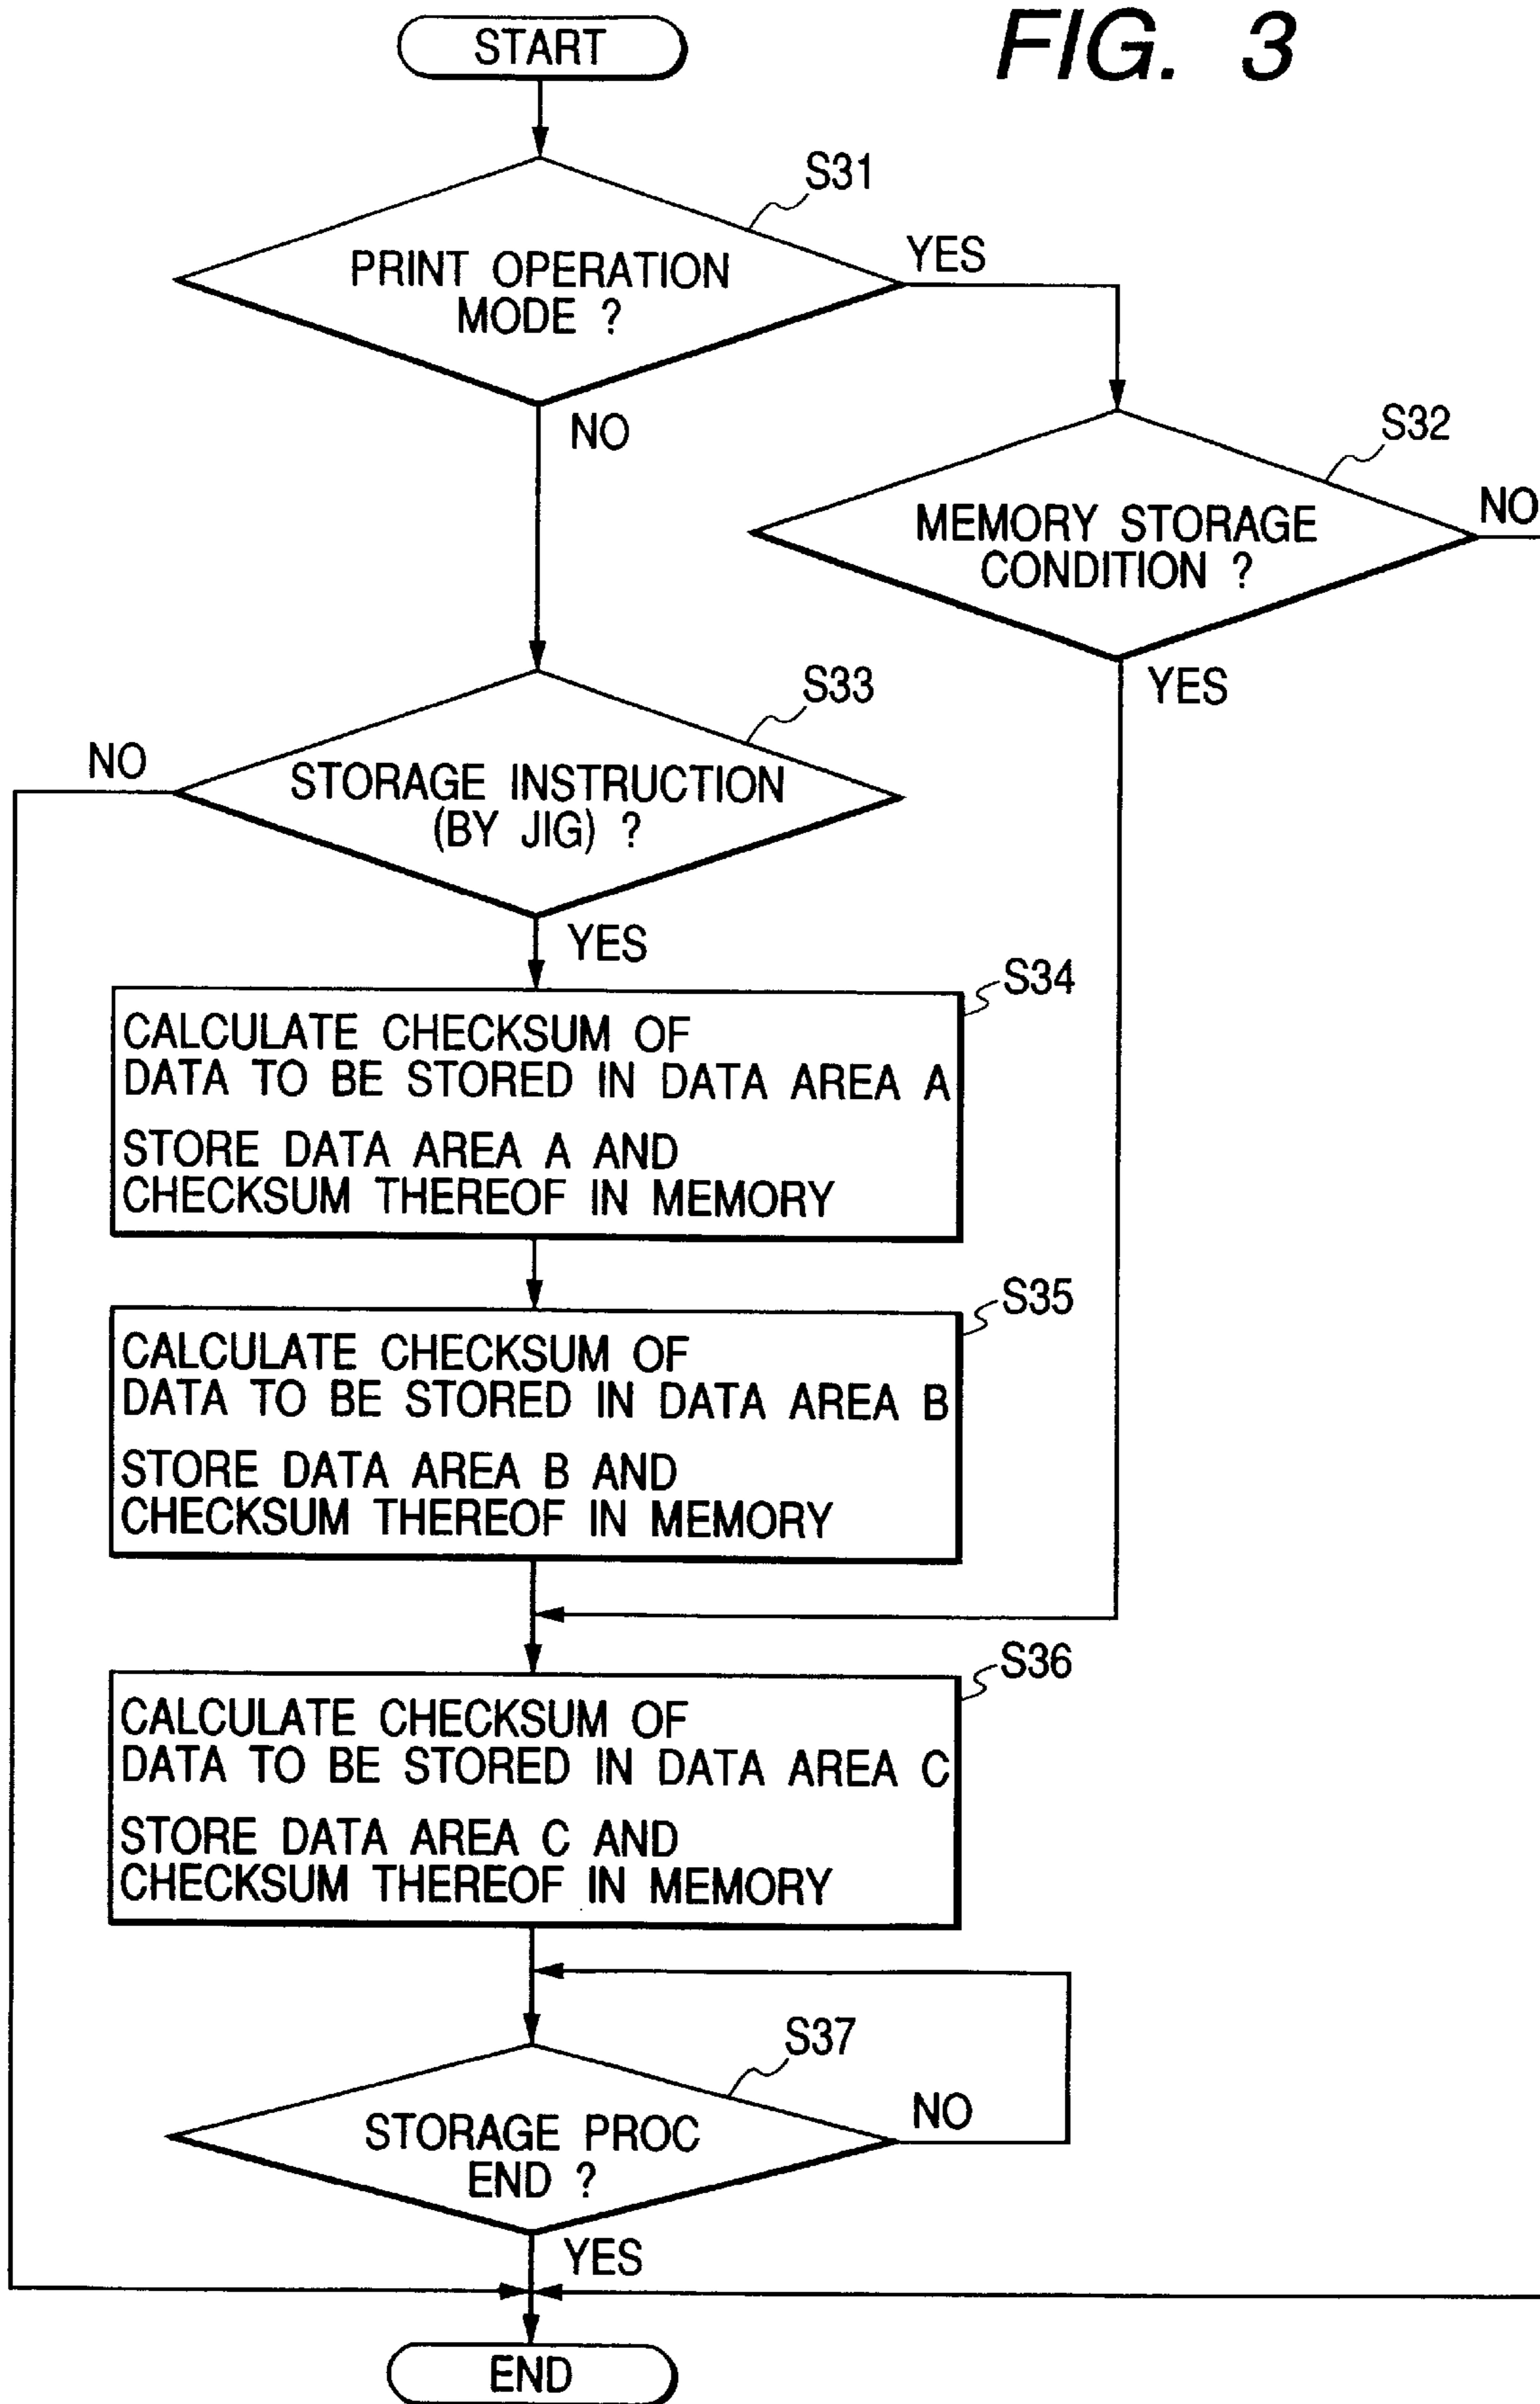 FIG. 3
START
S31
PRINT OPERATION
MODE ?
YES
NO
S32
MEMORY STORAGE
CONDITION ?
NO
YES
S33
STORAGE INSTRUCTION
(BY JIG) ?
NO
YES
S34
CALCULATE CHECKSUM OF
DATA TO BE STORED IN DATA AREA A
STORE DATA AREA A AND
CHECKSUM THEREOF IN MEMORY
S35
CALCULATE CHECKSUM OF
DATA TO BE STORED IN DATA AREA B
STORE DATA AREA B AND
CHECKSUM THEREOF IN MEMORY
S36
CALCULATE CHECKSUM OF
DATA TO BE STORED IN DATA AREA C
STORE DATA AREA C AND
CHECKSUM THEREOF IN MEMORY
S37
STORAGE PROC
END ?
NO
YES
END